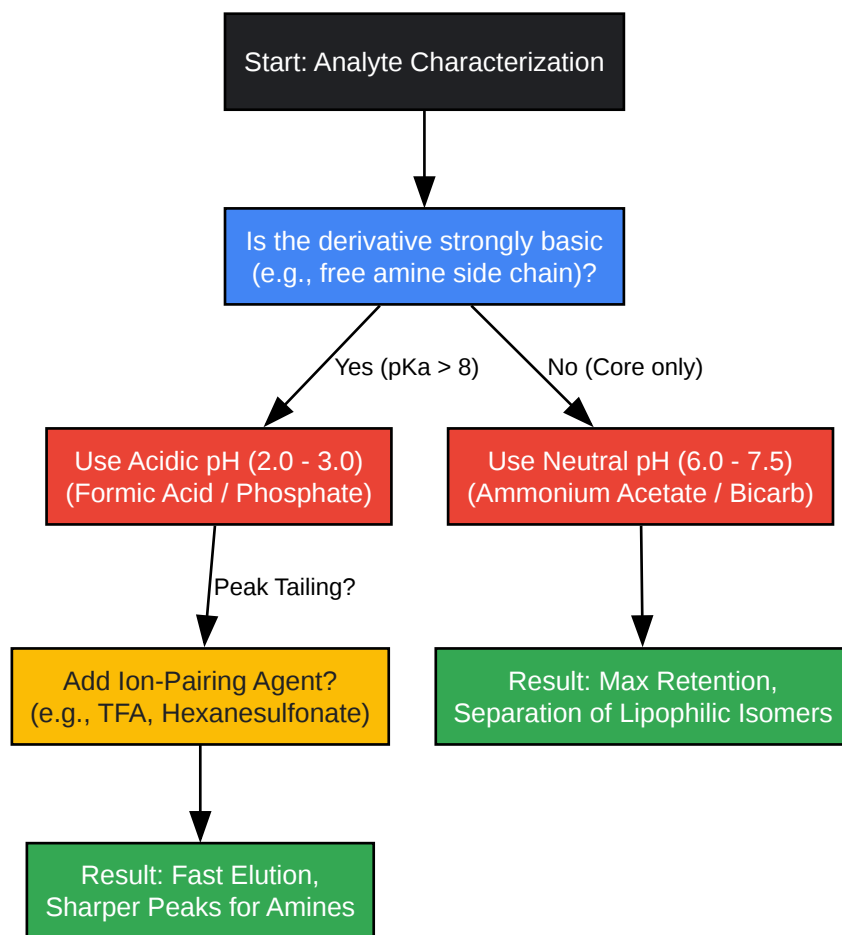 Start: Analyte Characterization
Is the derivative strongly basic
(e.g., free amine side chain)?
Yes (pKa > 8)
No (Core only)
Use Acidic pH (2.0 - 3.0)
(Formic Acid / Phosphate)
Use Neutral pH (6.0 - 7.5)
(Ammonium Acetate / Bicarb)
Peak Tailing?
Add Ion-Pairing Agent?
(e.g., TFA, Hexanesulfonate)
Result: Max Retention,
Separation of Lipophilic Isomers
Result: Fast Elution,
Sharper Peaks for Amines